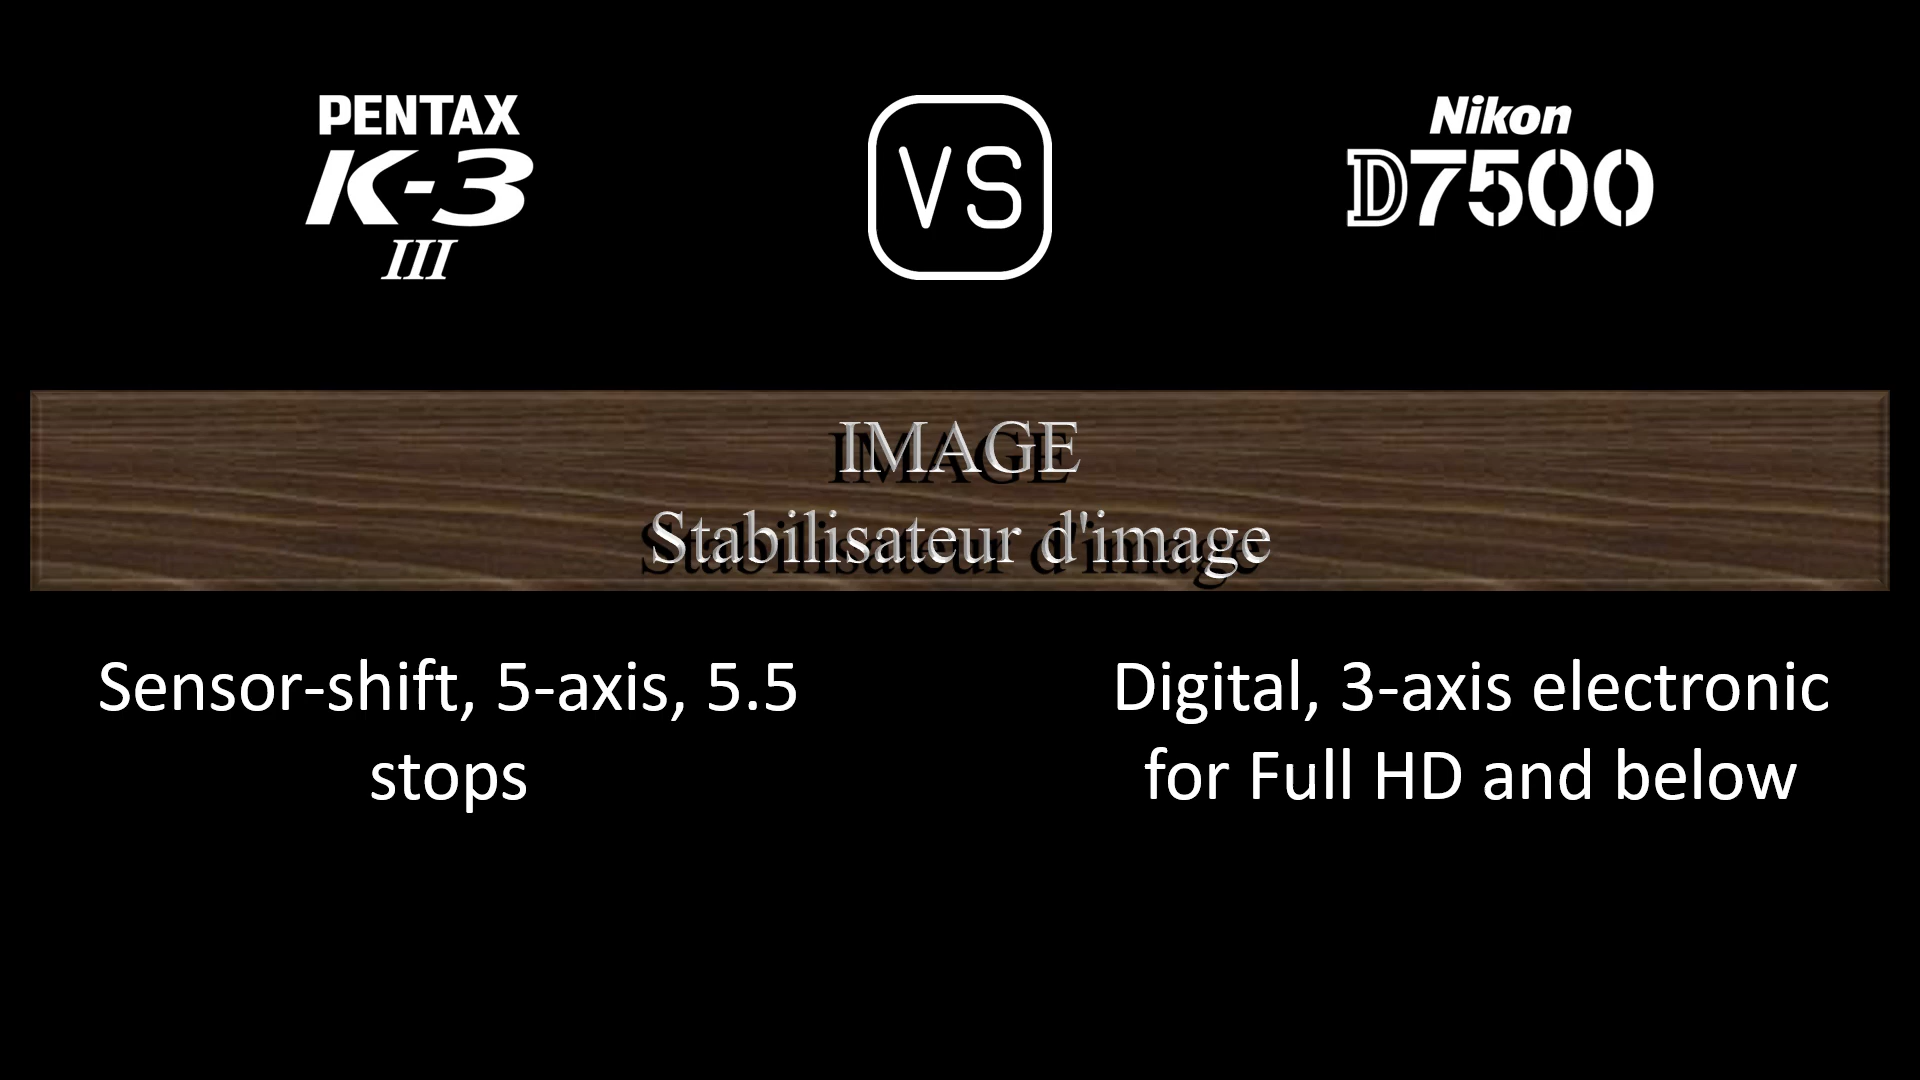 PENTAX
K-3
III
VS
Nikon
D7500
IMAGE
Stabilisateur d'image
Sensor-shift, 5-axis, 5.5
stops
Digital, 3-axis electronic
for Full HD and below